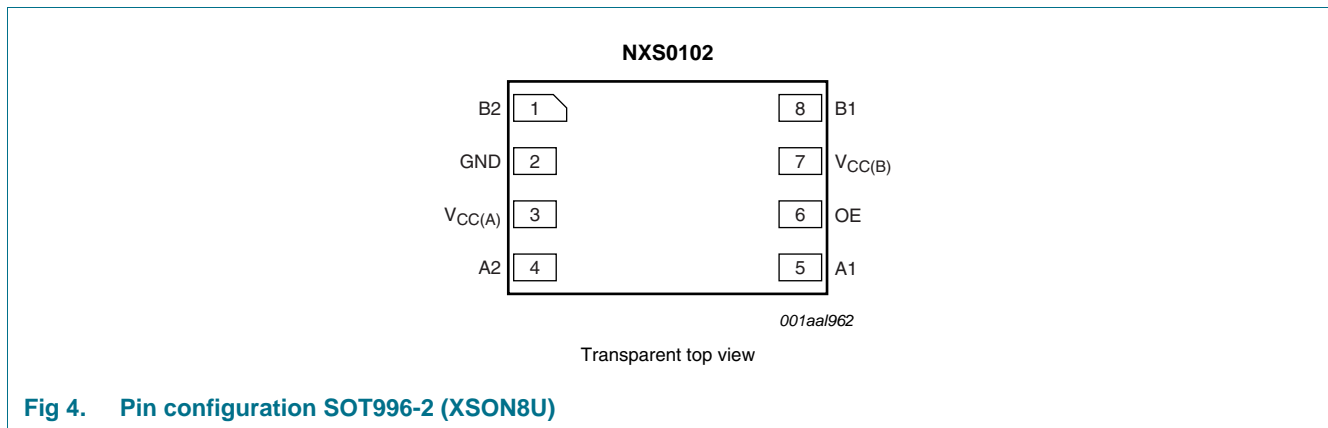 NXS0102
B2 1 8 B1
GND 2 7 VCC(B)
VCC(A) 3 6 OE
A2 4 5 A1
001aal962
Transparent top view
Fig 4. Pin configuration SOT996-2 (XSON8U)